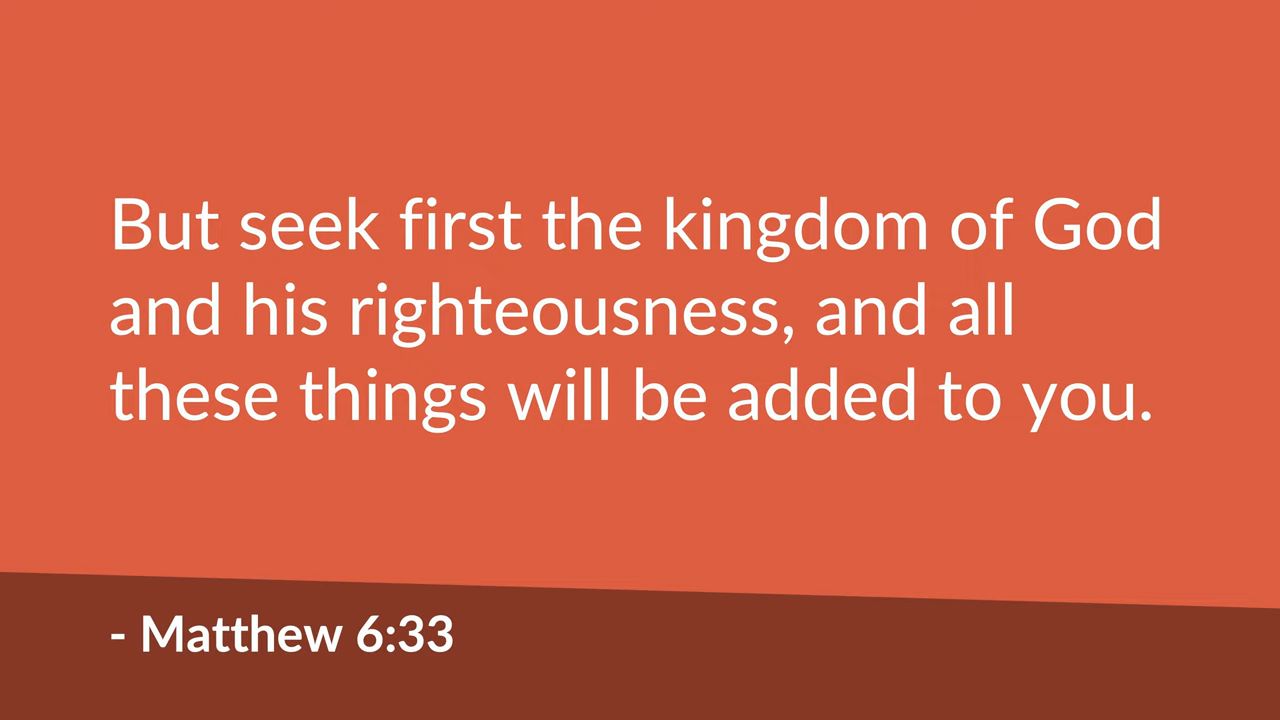 But seek first the kingdom of God
and his righteousness, and all
these things will be added to you.
- Matthew 6:33